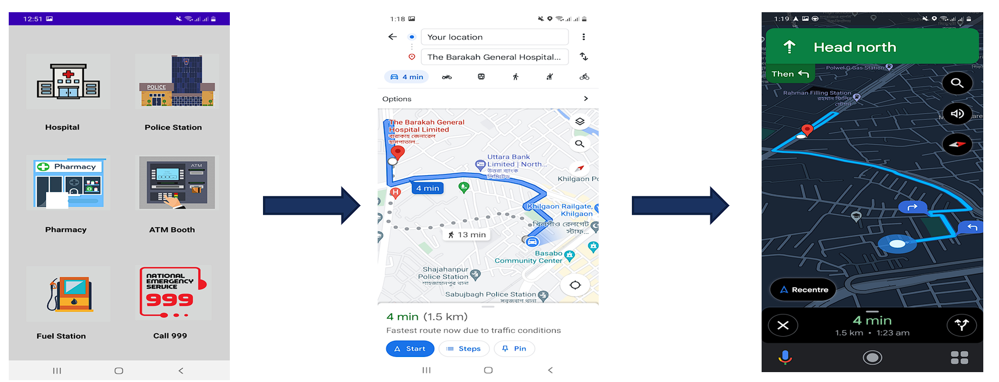 12:51
POLICE
Hospital
Police Station
Pharmacy
ATM
Pharmacy
ATM Booth
NATIONAL
EMERGENCY
SERVICE
999
Fuel Station
Call 999
1:18
Your location
The Barakah General Hospital...
4 min
Options
The Barakah General
Hospital Limited
বারাকাহ জেনারেল
হাসপাতাল...
Uttara Bank
Limited | North...
উত্তরা ব্যাংক
লিমিটেড
Khilgaon Po
4 min
H
Khilgaon Railgate,
Khilgaon
খিলগাঁও রেলগেট
স্টাফ...
13 min
Basabo
Community Center
Shajahanpur
Police Station
শাহজাহানপুর থানা
Sabujbagh Police Station
সবুজবাগ থানা
4 min (1.5 km)
Fastest route now due to traffic conditions
Start
Steps
Pin
1:19
Head north
Then
Polwel G Gas Station
Rahman Filling Station
রহমান ফিলিং
স্টেশন
Recentre
4 min
1.5 km • 1:23 am